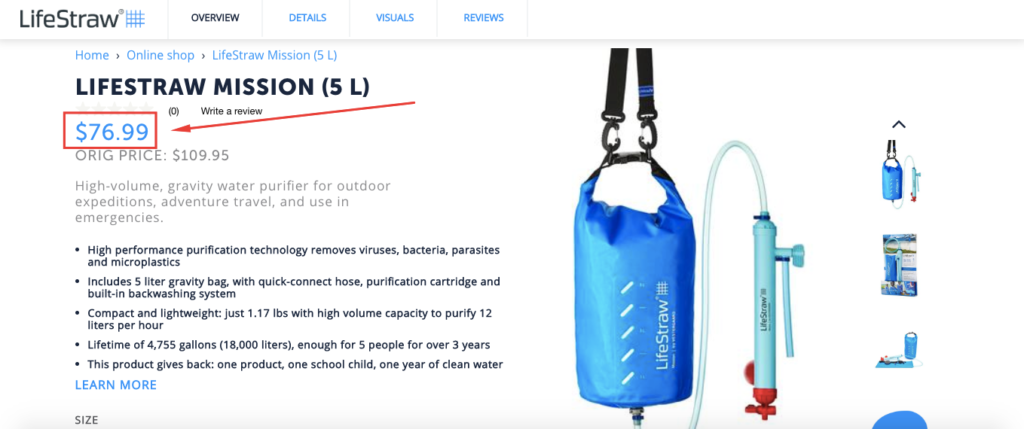 LifeStraw®
OVERVIEW
DETAILS
VISUALS
REVIEWS
Home › Online shop › LifeStraw Mission (5 L)
LIFESTRAW MISSION (5 L)
(0) Write a review
$76.99
ORIG PRICE: $109.95
High-volume, gravity water purifier for outdoor
expeditions, adventure travel, and use in
emergencies.
• High performance purification technology removes viruses, bacteria, parasites
and microplastics
• Includes 5 liter gravity bag, with quick-connect hose, purification cartridge and
built-in backwashing system
• Compact and lightweight: just 1.17 lbs with high volume capacity to purify 12
liters per hour
• Lifetime of 4,755 gallons (18,000 liters), enough for 5 people for over 3 years
• This product gives back: one product, one school child, one year of clean water
LEARN MORE
SIZE
LifeStraw®
LifeStraw®